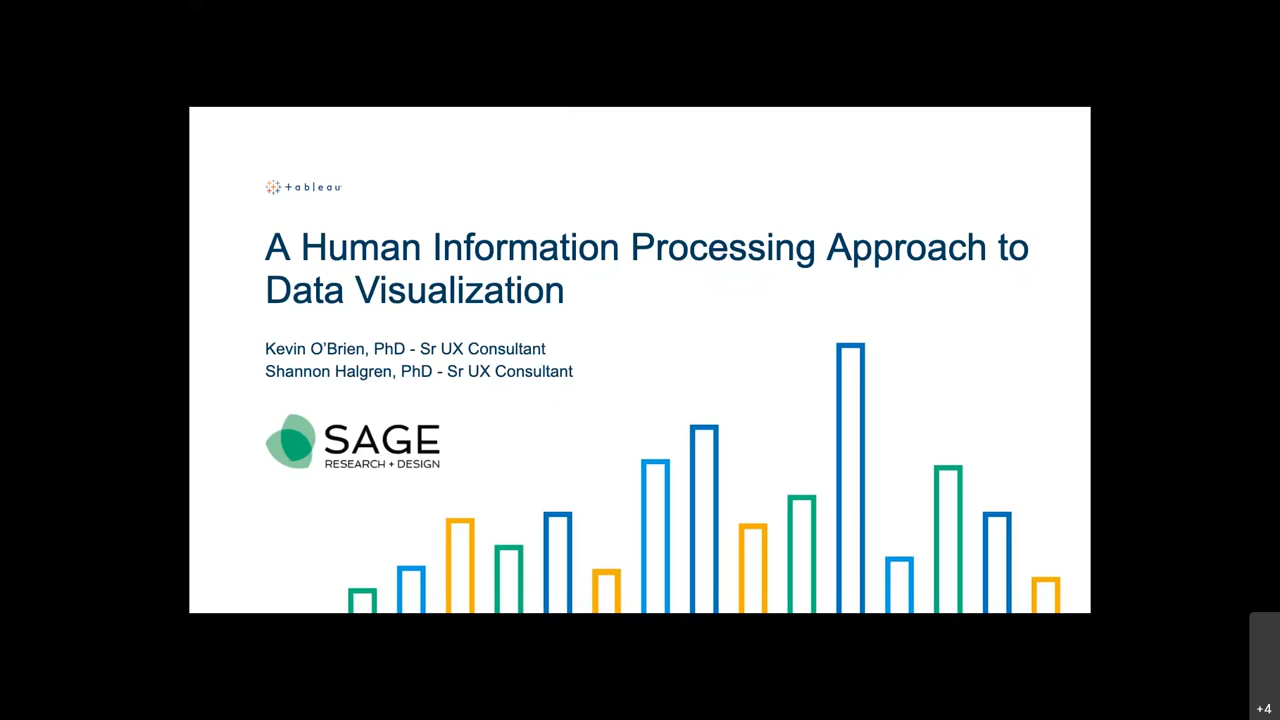 +ableau
A Human Information Processing Approach to
Data Visualization
Kevin O'Brien, PhD - Sr UX Consultant
Shannon Halgren, PhD - Sr UX Consultant
SAGE
RESEARCH + DESIGN
+4